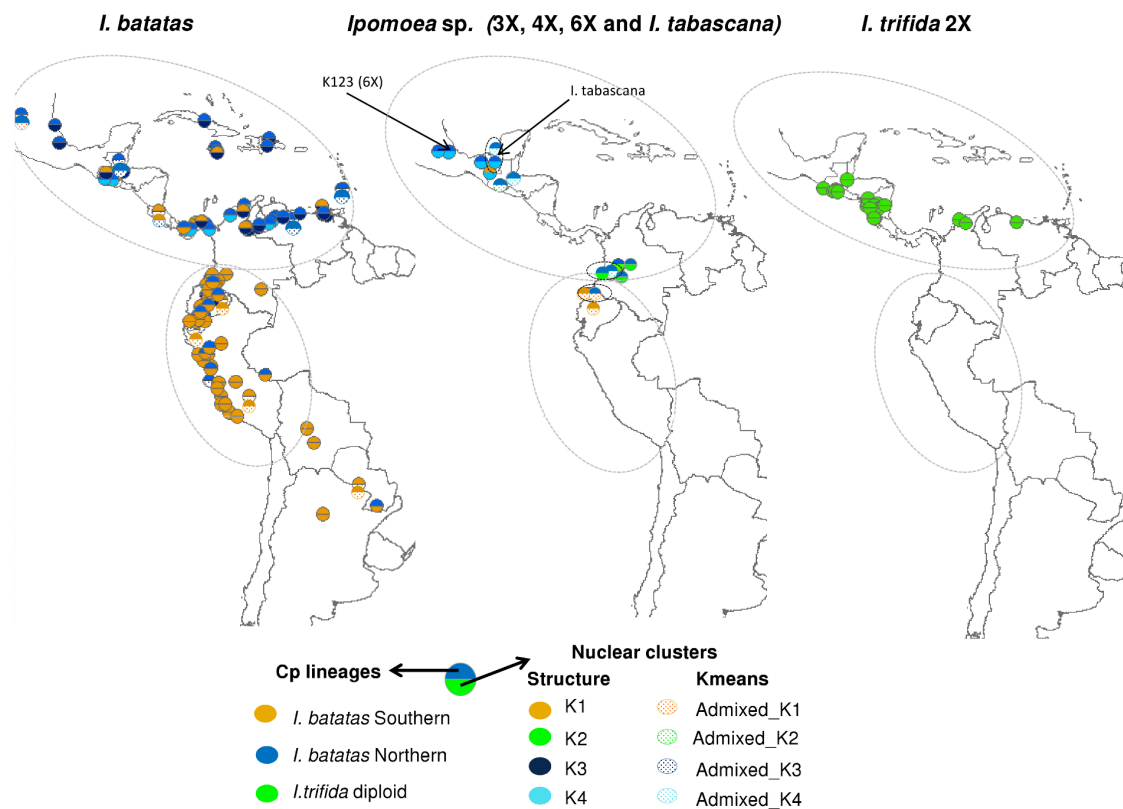 I. batatas
Ipomoea sp. (3X, 4X, 6X and I. tabascana)
I. trifida 2X
K123 (6X)
I. tabascana
Cp lineages
Nuclear clusters
Structure
Kmeans
I. batatas Southern
I. batatas Northern
I.trifida diploid
K1
K2
K3
K4
Admixed_K1
Admixed_K2
Admixed_K3
Admixed_K4